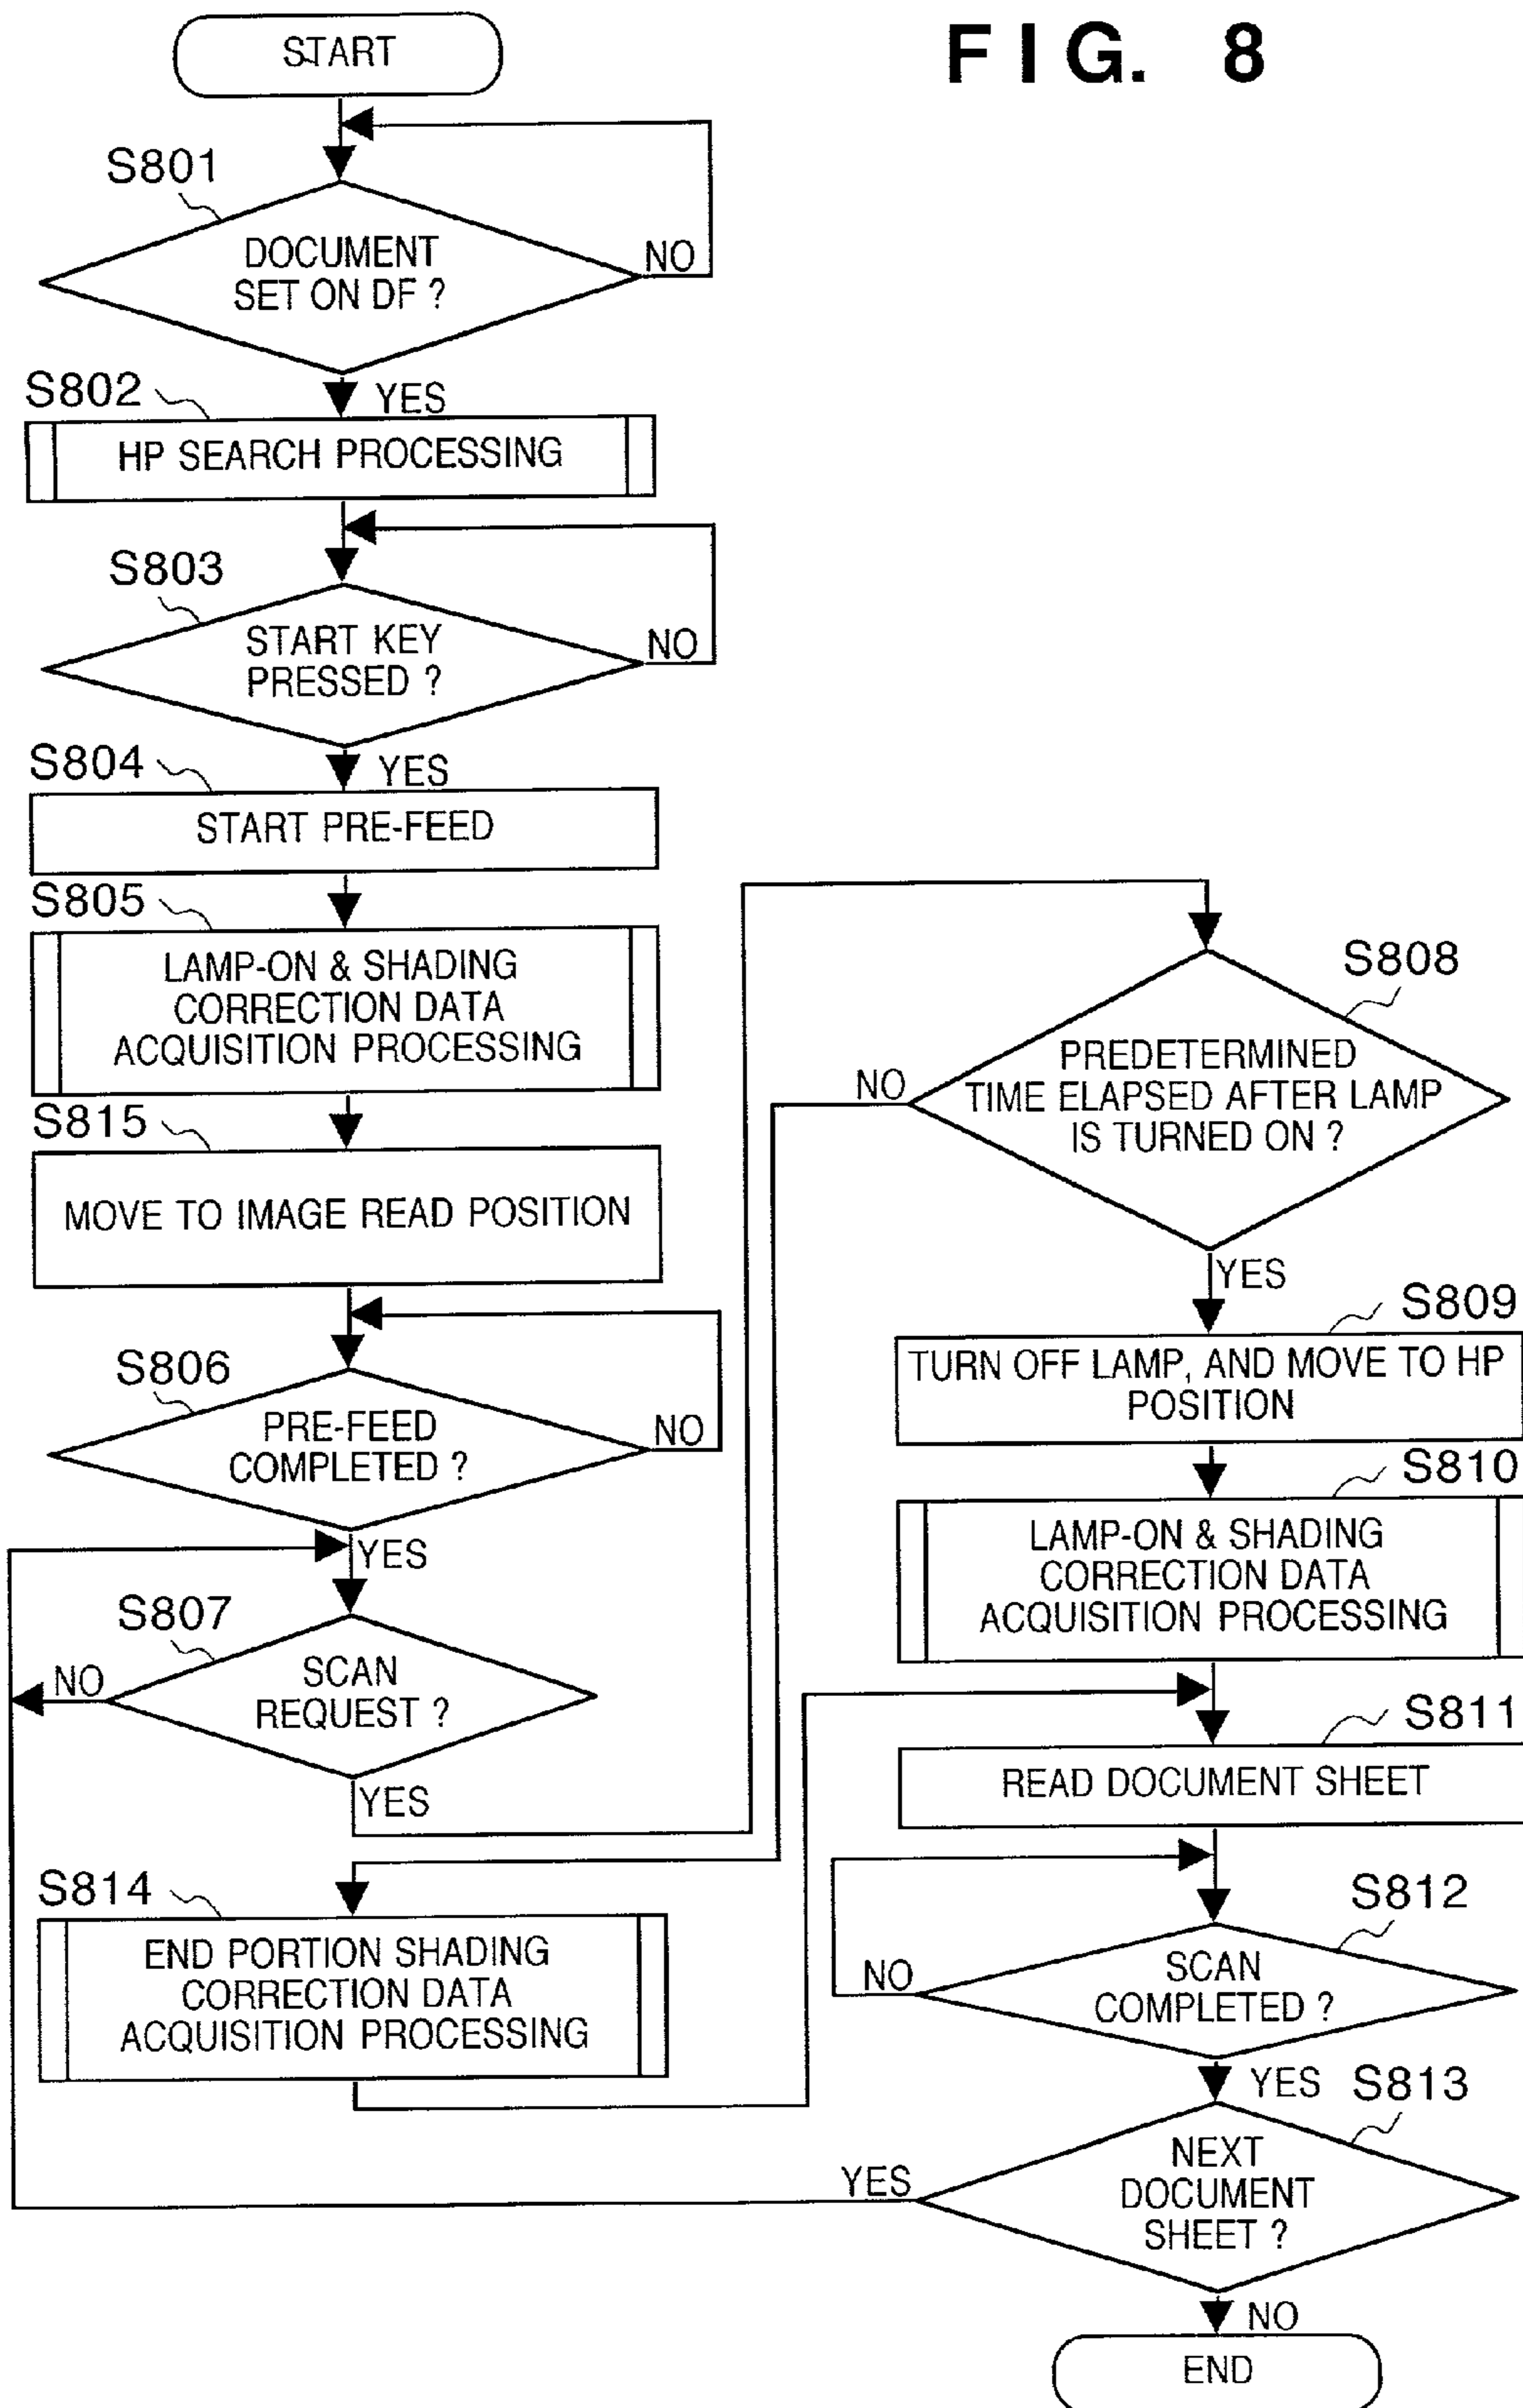 FIG. 8
START
S801
DOCUMENT
SET ON DF ?
NO
YES
S802
HP SEARCH PROCESSING
S803
START KEY
PRESSED ?
NO
YES
S804
START PRE-FEED
S805
LAMP-ON & SHADING
CORRECTION DATA
ACQUISITION PROCESSING
S815
MOVE TO IMAGE READ POSITION
S806
PRE-FEED
COMPLETED ?
NO
YES
S807
SCAN
REQUEST ?
NO
YES
S814
END PORTION SHADING
CORRECTION DATA
ACQUISITION PROCESSING
S808
PREDETERMINED
TIME ELAPSED AFTER LAMP
IS TURNED ON ?
NO
YES
S809
TURN OFF LAMP, AND MOVE TO HP
POSITION
S810
LAMP-ON & SHADING
CORRECTION DATA
ACQUISITION PROCESSING
S811
READ DOCUMENT SHEET
S812
SCAN
COMPLETED ?
NO
YES
S813
NEXT
DOCUMENT
SHEET ?
YES
NO
END